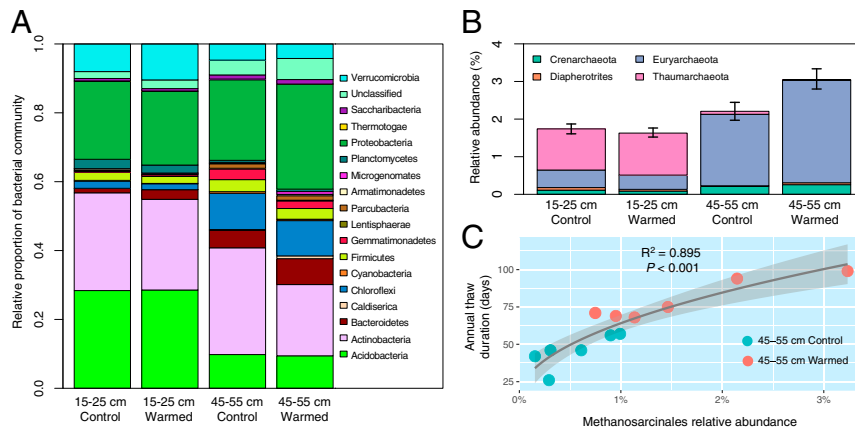 A
Relative proportion of bacterial community
1.0
0.8
0.6
0.4
0.2
0.0
15-25 cm Control
15-25 cm Warmed
45-55 cm Control
45-55 cm Warmed
Verrucomicrobia
Unclassified
Saccharibacteria
Thermotogae
Proteobacteria
Planctomycetes
Microgenomates
Armatimonadetes
Parcubacteria
Lentisphaerae
Gemmatimonadetes
Firmicutes
Cyanobacteria
Chloroflexi
Caldiserica
Bacteroidetes
Actinobacteria
Acidobacteria
B
Relative abundance (%)
4
3
2
1
0
Crenarchaeota
Diapherotrites
Euryarchaeota
Thaumarchaeota
15-25 cm Control
15-25 cm Warmed
45-55 cm Control
45-55 cm Warmed
C
Annual thaw duration (days)
100
75
50
25
R² = 0.895
P < 0.001
45–55 cm Control
45–55 cm Warmed
0%
1%
2%
3%
Methanosarcinales relative abundance